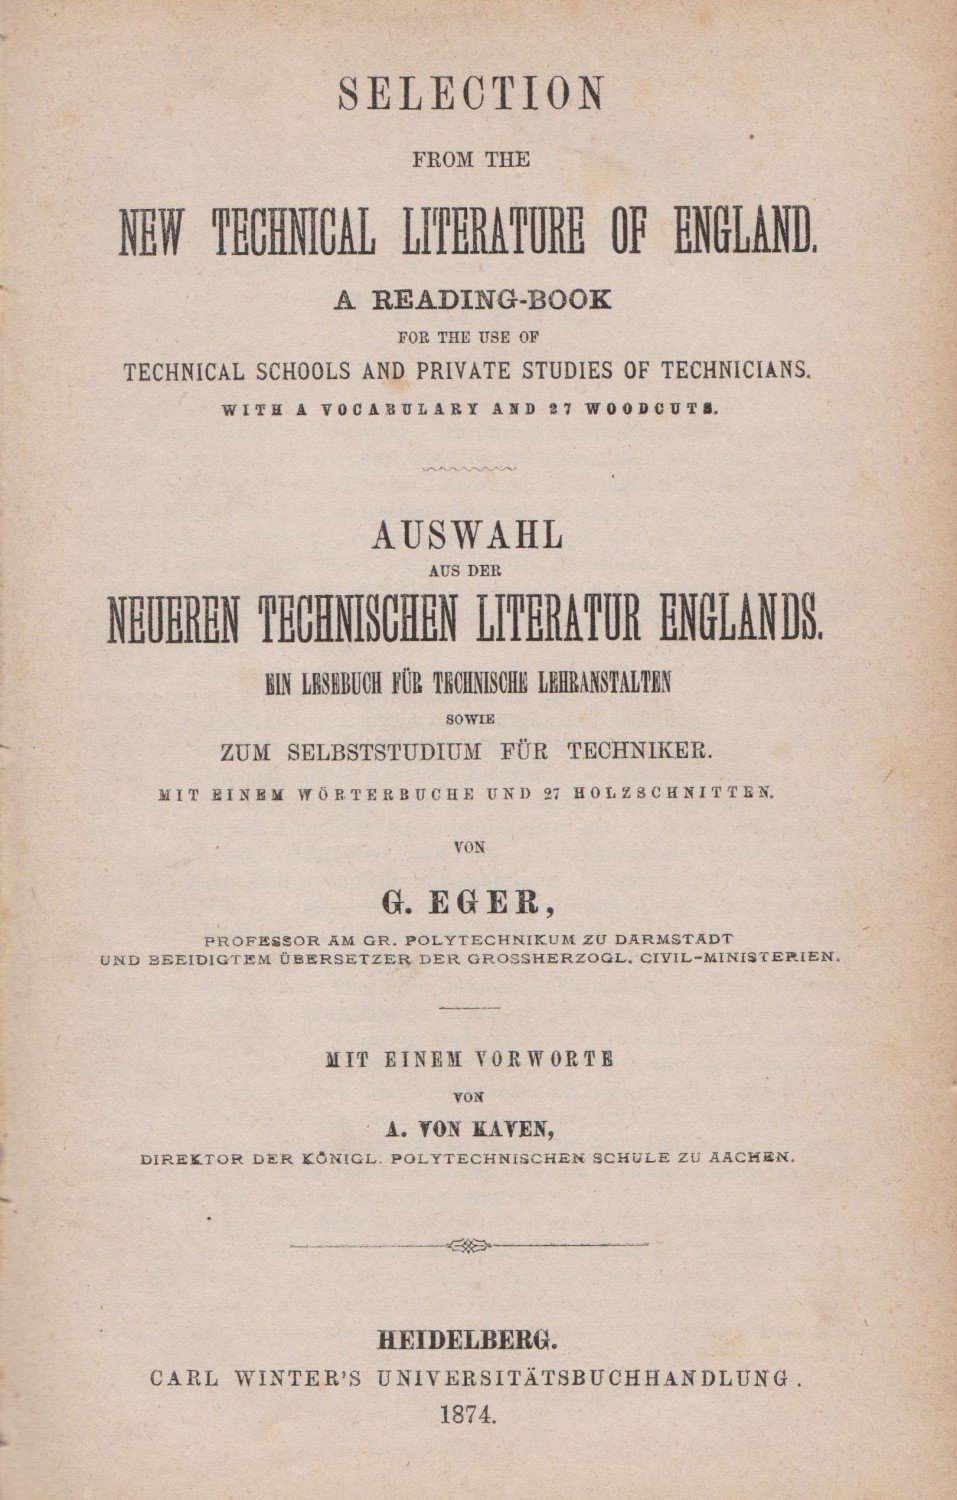 SELECTION
FROM THE
NEW TECHNICAL LITERATURE OF ENGLAND.
A READING-BOOK
FOR THE USE OF
TECHNICAL SCHOOLS AND PRIVATE STUDIES OF TECHNICIANS.
WITH A VOCABULARY AND 27 WOODCUTS.
AUSWAHL
AUS DER
NEUEREN TECHNISCHEN LITERATUR ENGLANDS.
EIN LESEBUCH FÜR TECHNISCHE LEHRANSTALTEN
SOWIE
ZUM SELBSTSTUDIUM FÜR TECHNIKER.
MIT EINEM WÖRTERBUCHE UND 27 HOLZSCHNITTEN.
VON
G. EGER,
PROFESSOR AM GR. POLYTECHNIKUM ZU DARMSTADT
UND BEEIDIGTEM ÜBERSETZER DER GROSSHERZOGL. CIVIL-MINISTERIEN.
MIT EINEM VORWORTE
VON
A. VON KAVEN,
DIREKTOR DER KÖNIGL. POLYTECHNISCHEN SCHULE ZU AACHEN.
HEIDELBERG.
CARL WINTER'S UNIVERSITÄTSBUCHHANDLUNG.
1874.